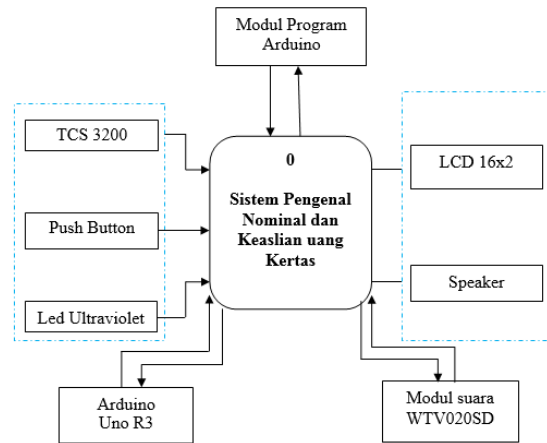 Modul Program
Arduino
TCS 3200
Push Button
Led Ultraviolet
0
Sistem Pengenal
Nominal dan
Keaslian uang
Kertas
LCD 16x2
Speaker
Arduino
Uno R3
Modul suara
WTV020SD